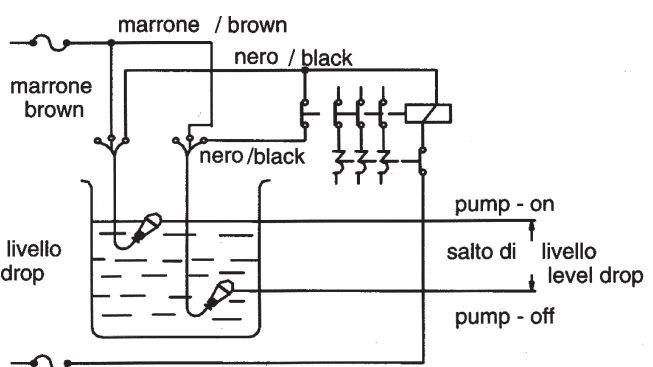 marrone / brown
nero / black
marrone
brown
nero /black
pump - on
livello
drop
salto di livello
level drop
pump - off